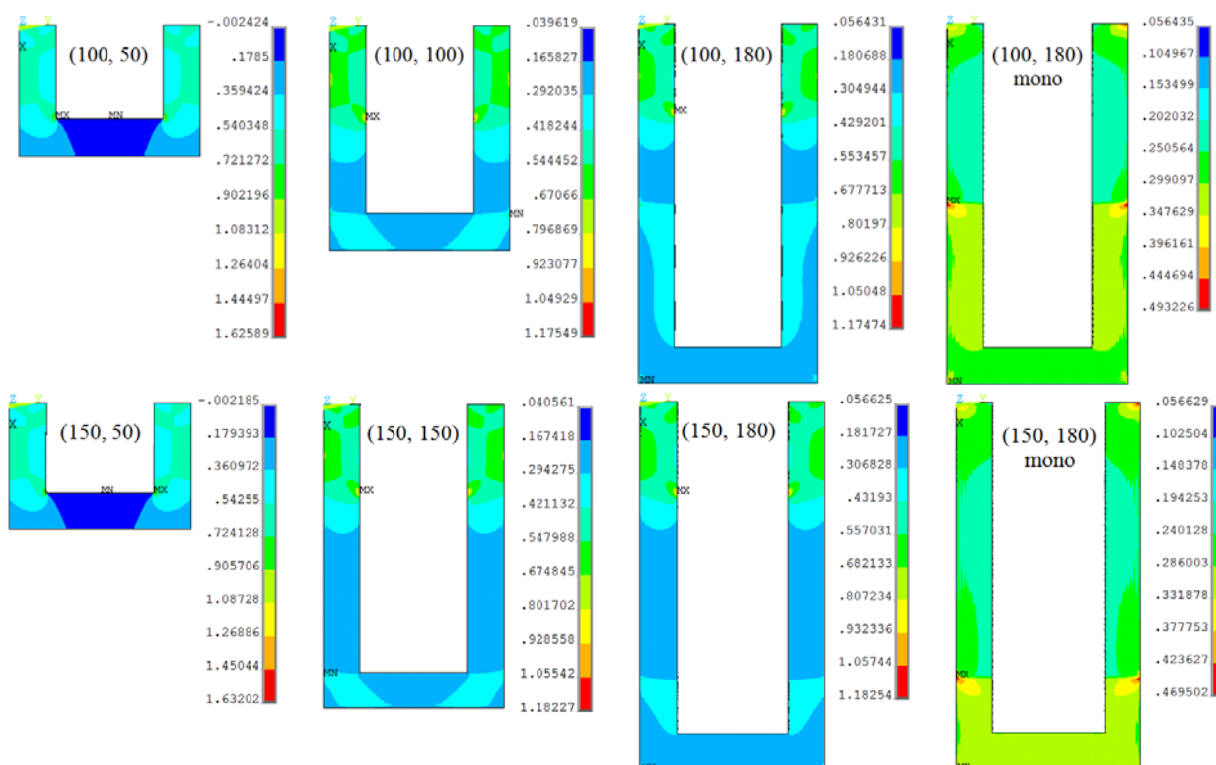 Z Y
X
(100, 50)
MX
MN
-.002424
.1785
.359424
.540348
.721272
.902196
1.08312
1.26404
1.44497
1.62589
Z Y
X
(100, 100)
MX
MN
.039619
.165827
.292035
.418244
.544452
.67066
.796869
.923077
1.04929
1.17549
Z Y
X
(100, 180)
MX
MN
.056431
.180688
.304944
.429201
.553457
.677713
.80197
.926226
1.05048
1.17474
Z Y
X
(100, 180)
mono
MX
MN
.056435
.104967
.153499
.202032
.250564
.299097
.347629
.396161
.444694
.493226
Z Y
X
(150, 50)
MN
MX
-.002185
.179393
.360972
.54255
.724128
.905706
1.08728
1.26886
1.45044
1.63202
Z Y
X
(150, 150)
MX
MN
.040561
.167418
.294275
.421132
.547988
.674845
.801702
.928558
1.05542
1.18227
Z Y
X
(150, 180)
MX
MN
.056625
.181727
.306828
.43193
.557031
.682133
.807234
.932336
1.05744
1.18254
Z Y
X
(150, 180)
mono
MX
MN
.056629
.102504
.148378
.194253
.240128
.286003
.331878
.377753
.423627
.469502